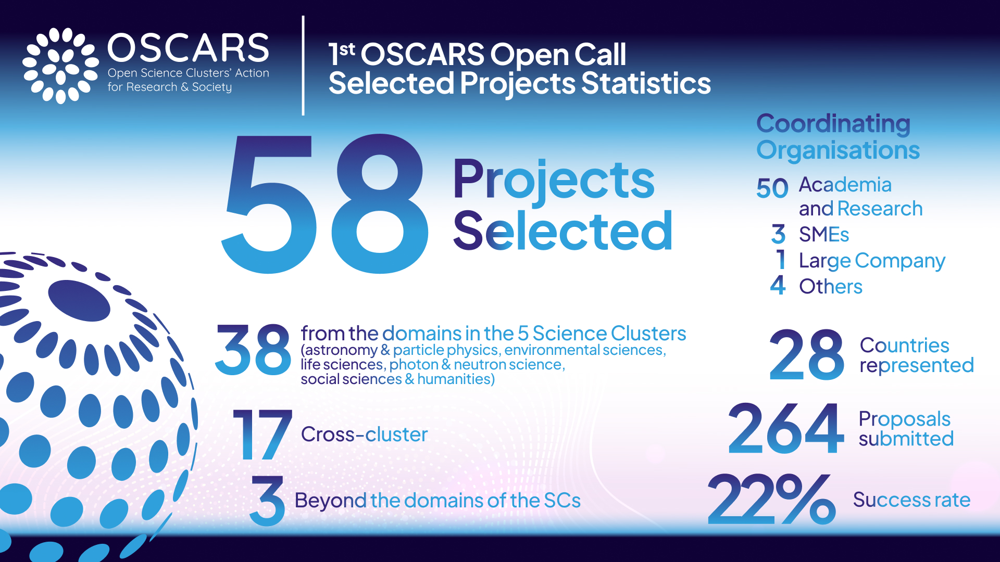 OSCARS
Open Science Clusters' Action
for Research & Society
1st OSCARS Open Call
Selected Projects Statistics
58
Projects
Selected
38
from the domains in the 5 Science Clusters
(astronomy & particle physics, environmental sciences,
life sciences, photon & neutron science,
social sciences & humanities)
17 Cross-cluster
3 Beyond the domains of the SCs
Coordinating
Organisations
50 Academia
and Research
3 SMEs
1 Large Company
4 Others
28 Countries
represented
264 Proposals
submitted
22% Success rate